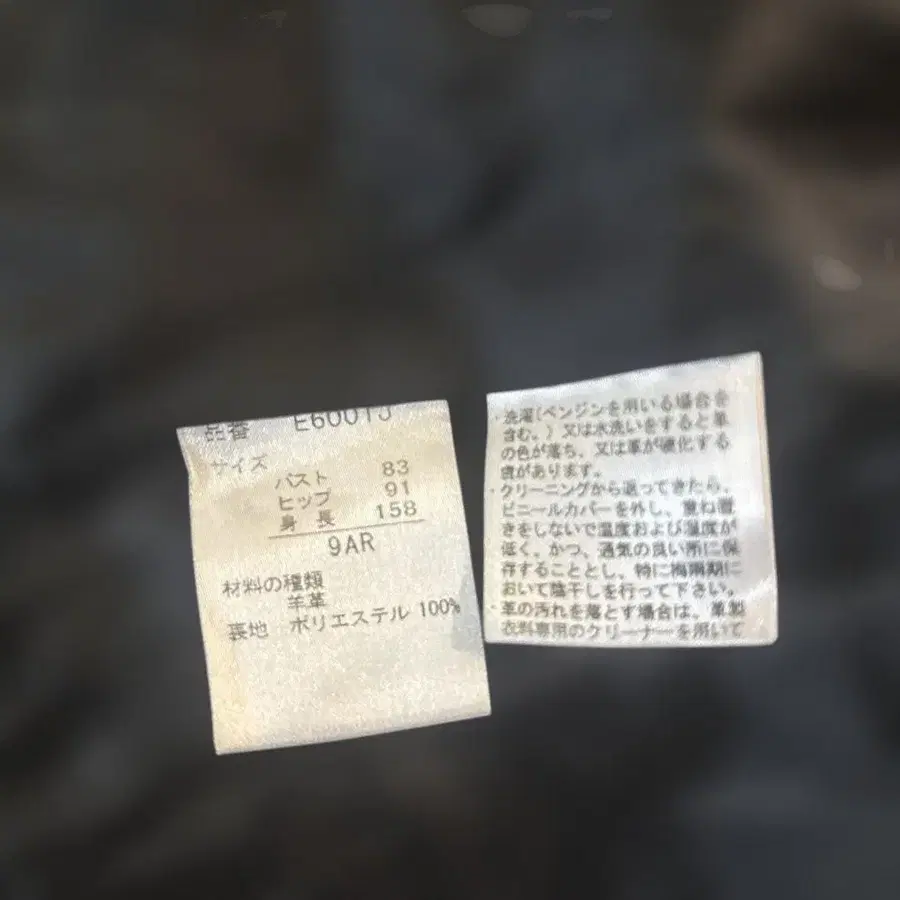 品番 E6001J
サイズ
バスト 83
ヒップ 91
身長 158
9AR
材料の種類
羊革
裏地 ポリエステル 100%
・洗濯(ベンジンを用いる場合を
含む。)又は水洗いをすると革
の色が落ち、又は革が硬化する
虞があります。
・クリーニングから返ってきたら、
ビニールカバーを外し、重ね置
きをしないで温度および湿度が
低く、かつ、通気の良い所に保
存することとし、特に梅雨期に
おいて陰干しを行って下さい。
・革の汚れを落とす場合は、革製
衣料専用のクリーナーを用いて